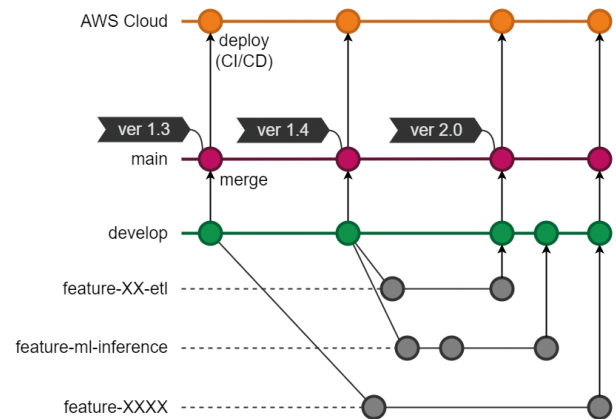 AWS Cloud
deploy
(CI/CD)
ver 1.3
ver 1.4
ver 2.0
main
merge
develop
feature-XX-etl
feature-ml-inference
feature-XXXX